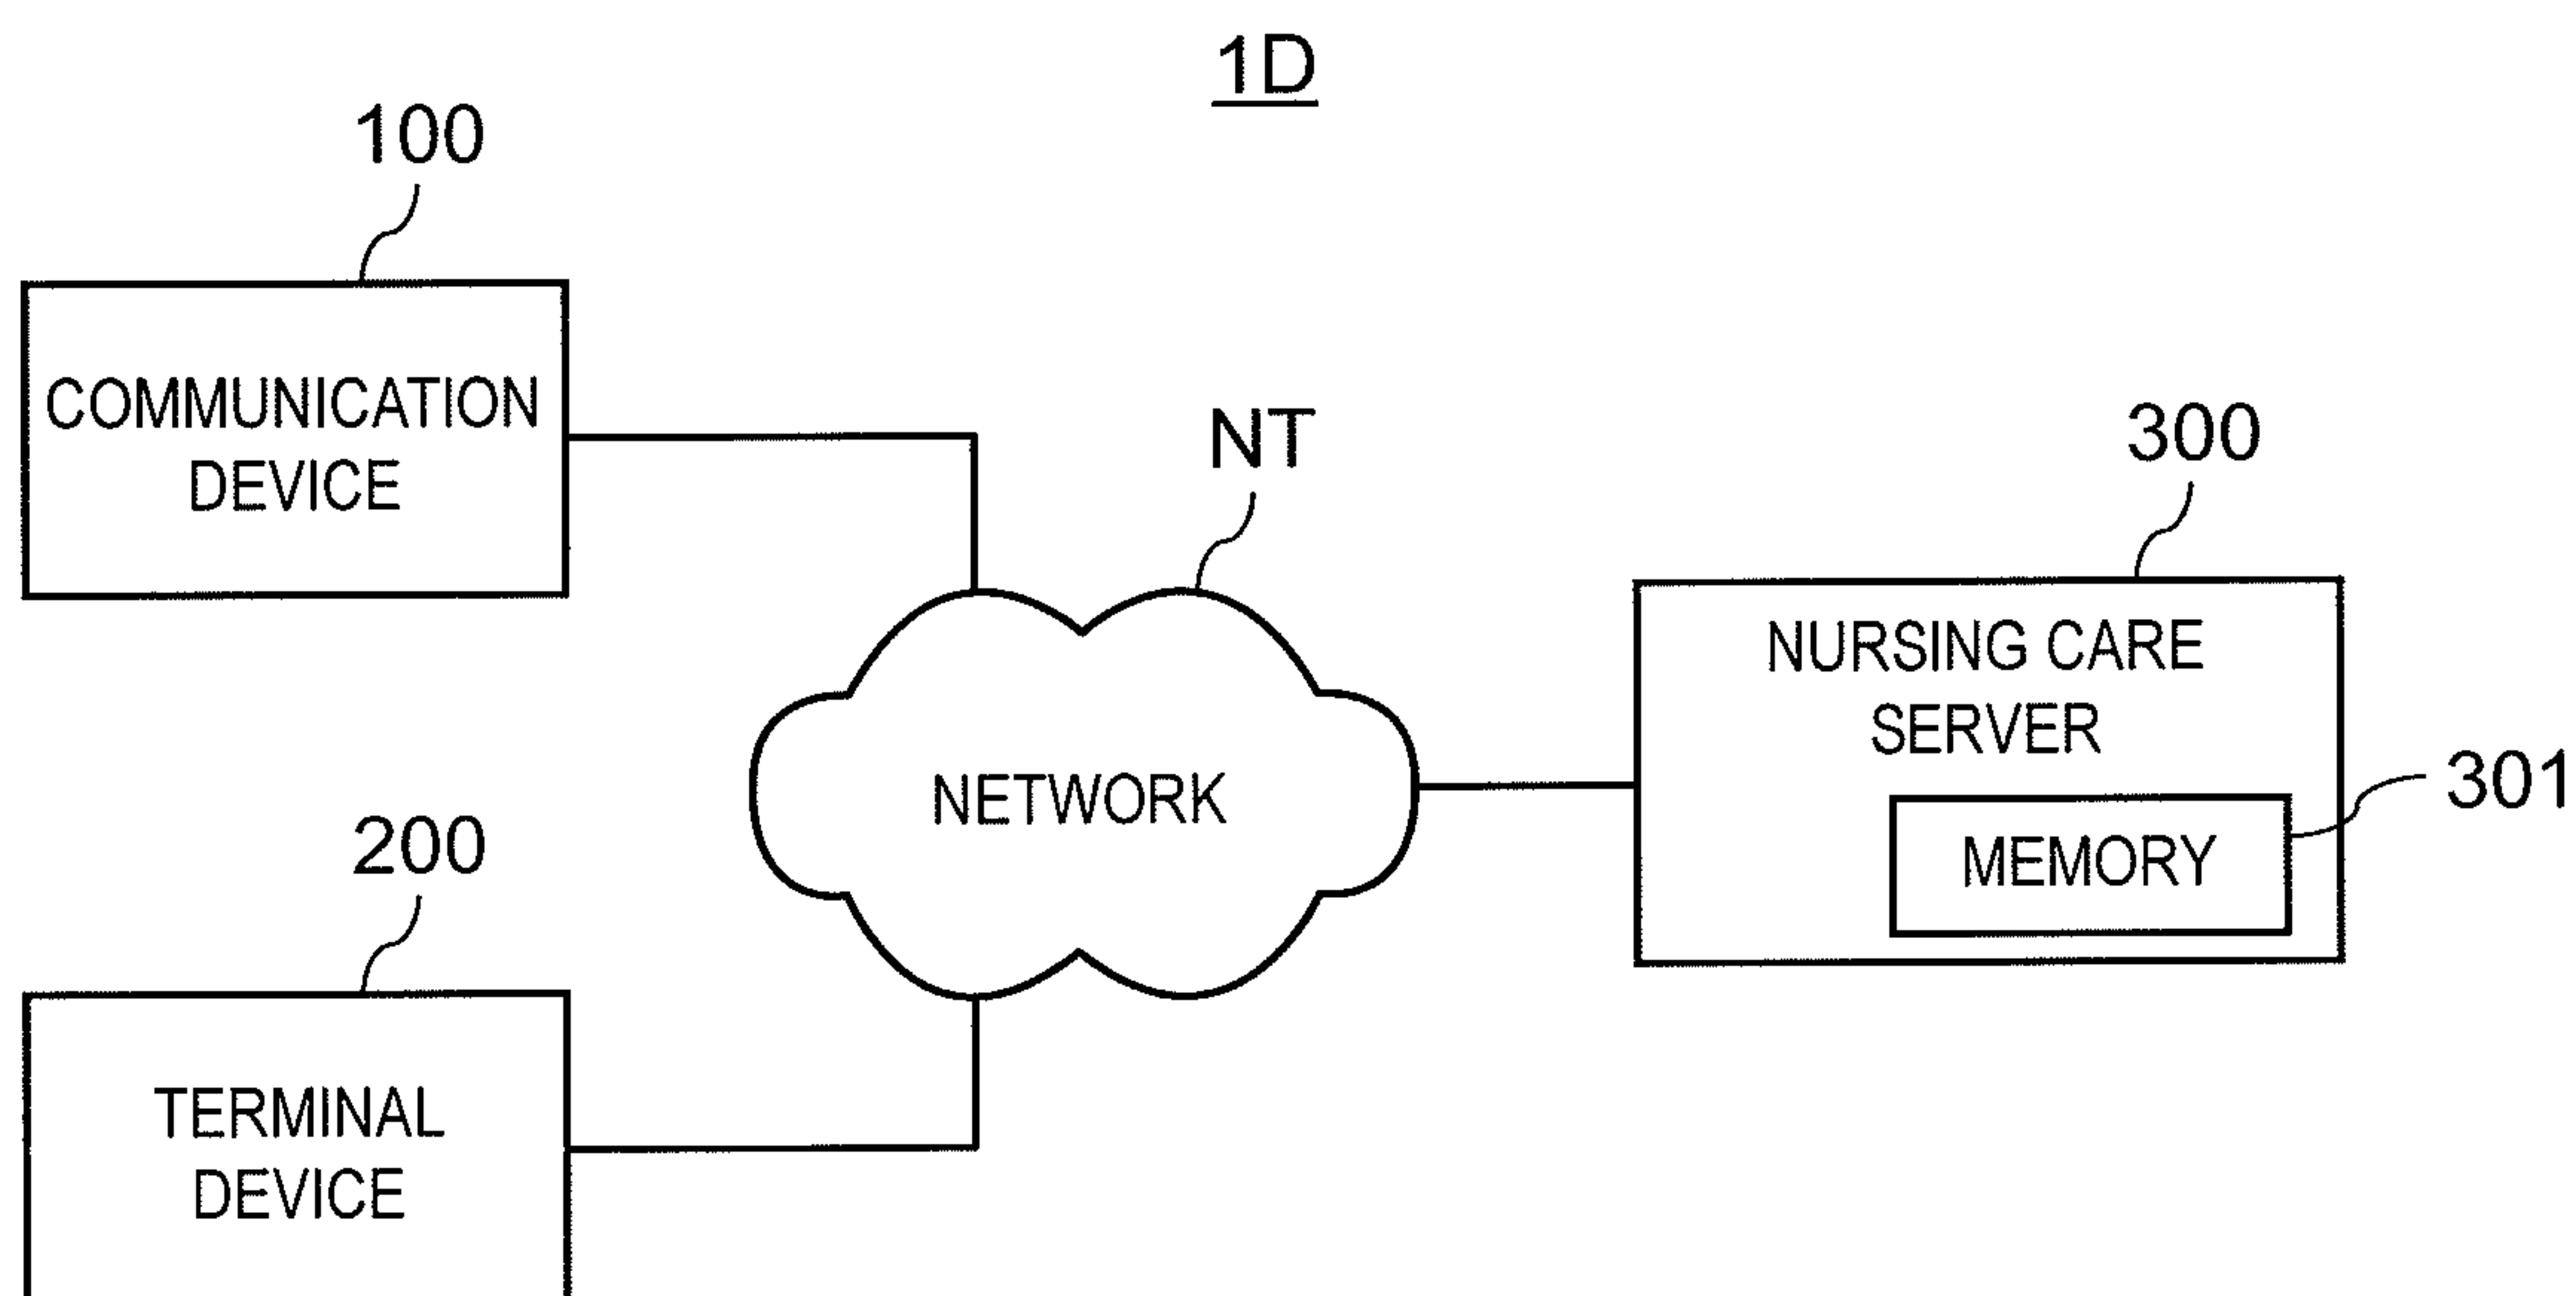 1D
100
COMMUNICATION
DEVICE
NT
300
NURSING CARE
SERVER
301
MEMORY
NETWORK
200
TERMINAL
DEVICE